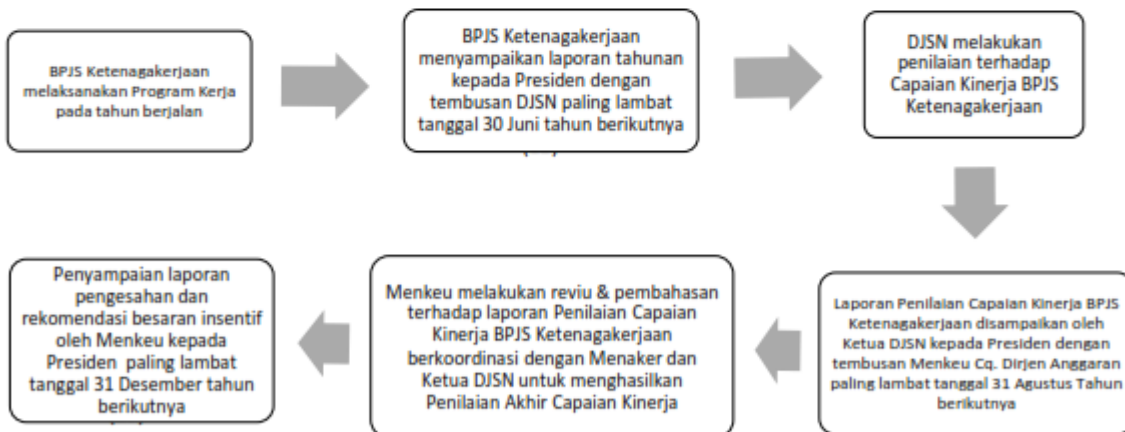 BPJS Ketenagakerjaan
melaksanakan Program Kerja
pada tahun berjalan
BPJS Ketenagakerjaan
menyampaikan laporan tahunan
kepada Presiden dengan
tembusan DJSN paling lambat
tanggal 30 Juni tahun berikutnya
DJSN melakukan
penilaian terhadap
Capaian Kinerja BPJS
Ketenagakerjaan
Laporan Penilaian Capaian Kinerja BPJS
Ketenagakerjaan disampaikan oleh
Ketua DJSN kepada Presiden dengan
tembusan Menkeu Cq. Dirjen Anggaran
paling lambat tanggal 31 Agustus Tahun
berikutnya
Menkeu melakukan reviu & pembahasan
terhadap laporan Penilaian Capaian
Kinerja BPJS Ketenagakerjaan
berkoordinasi dengan Menaker dan
Ketua DJSN untuk menghasilkan
Penilaian Akhir Capaian Kinerja
Penyampaian laporan
pengesahan dan
rekomendasi besaran insentif
oleh Menkeu kepada
Presiden paling lambat
tanggal 31 Desember tahun
berikutnya